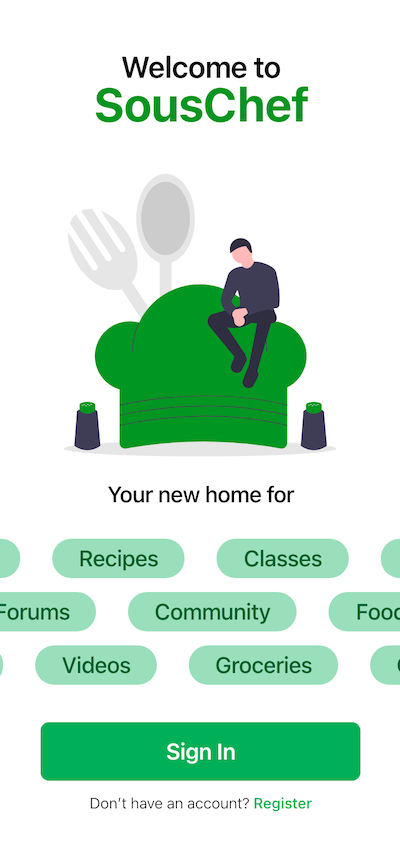 Welcome to
SousChef
Your new home for
Recipes Classes
Forums Community Food
Videos Groceries
Sign In
Don't have an account? Register